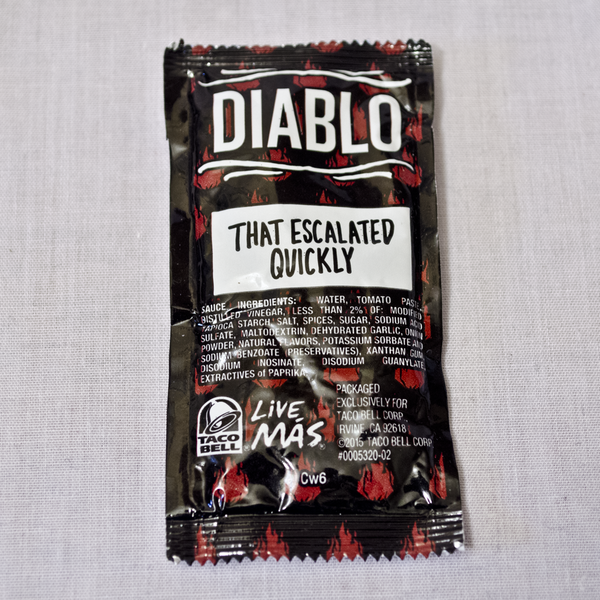 DIABLO
THAT ESCALATED
QUICKLY
SAUCE INGREDIENTS: WATER, TOMATO PASTE,
DISTILLED VINEGAR, LESS THAN 2% OF: MODIFIED
TAPIOCA STARCH, SALT, SPICES, SUGAR, SODIUM ACID
SULFATE, MALTODEXTRIN, DEHYDRATED GARLIC, ONION
POWDER, NATURAL FLAVORS, POTASSIUM SORBATE AND
SODIUM BENZOATE (PRESERVATIVES), XANTHAN GUM,
DISODIUM INOSINATE, DISODIUM GUANYLATE,
EXTRACTIVES of PAPRIKA.
TACO
BELL
LIVE
MÁS
PACKAGED
EXCLUSIVELY FOR
TACO BELL CORP.
IRVINE, CA 92618
©2015 TACO BELL CORP.
#0005320-02
Cw6